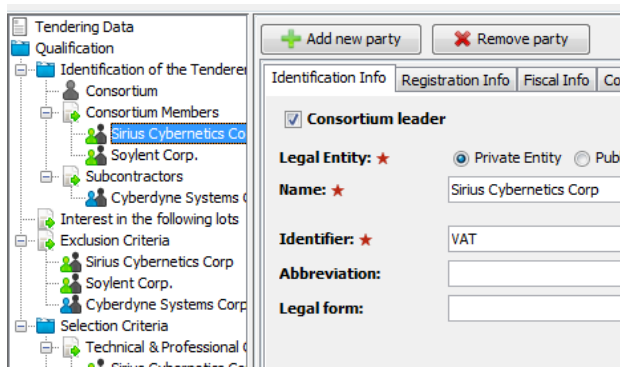 Tendering Data
Qualification
Identification of the Tenderer
Consortium
Consortium Members
Sirius Cybernetics Co
Soylent Corp.
Subcontractors
Cyberdyne Systems
Interest in the following lots
Exclusion Criteria
Sirius Cybernetics Corp
Soylent Corp.
Cyberdyne Systems Corp
Selection Criteria
Technical & Professional
Add new party
Remove party
Identification Info
Registration Info
Fiscal Info
Co
Consortium leader
Legal Entity: ★
Private Entity
Pub
Name: ★
Sirius Cybernetics Corp
Identifier: ★
VAT
Abbreviation:
Legal form: